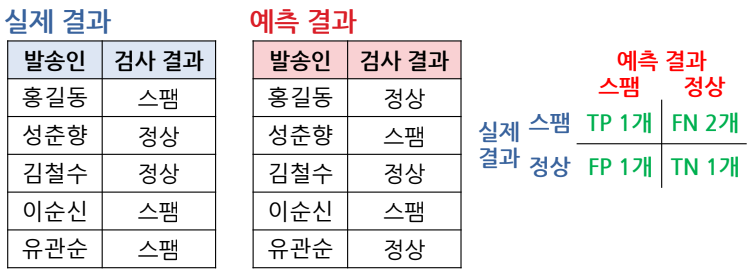 실제 결과
발송인 검사 결과
홍길동 스팸
성춘향 정상
김철수 정상
이순신 스팸
유관순 스팸
예측 결과
발송인 검사 결과
홍길동 정상
성춘향 스팸
김철수 정상
이순신 스팸
유관순 정상
예측 결과
스팸 정상
실제 결과
스팸 TP 1개 FN 2개
정상 FP 1개 TN 1개